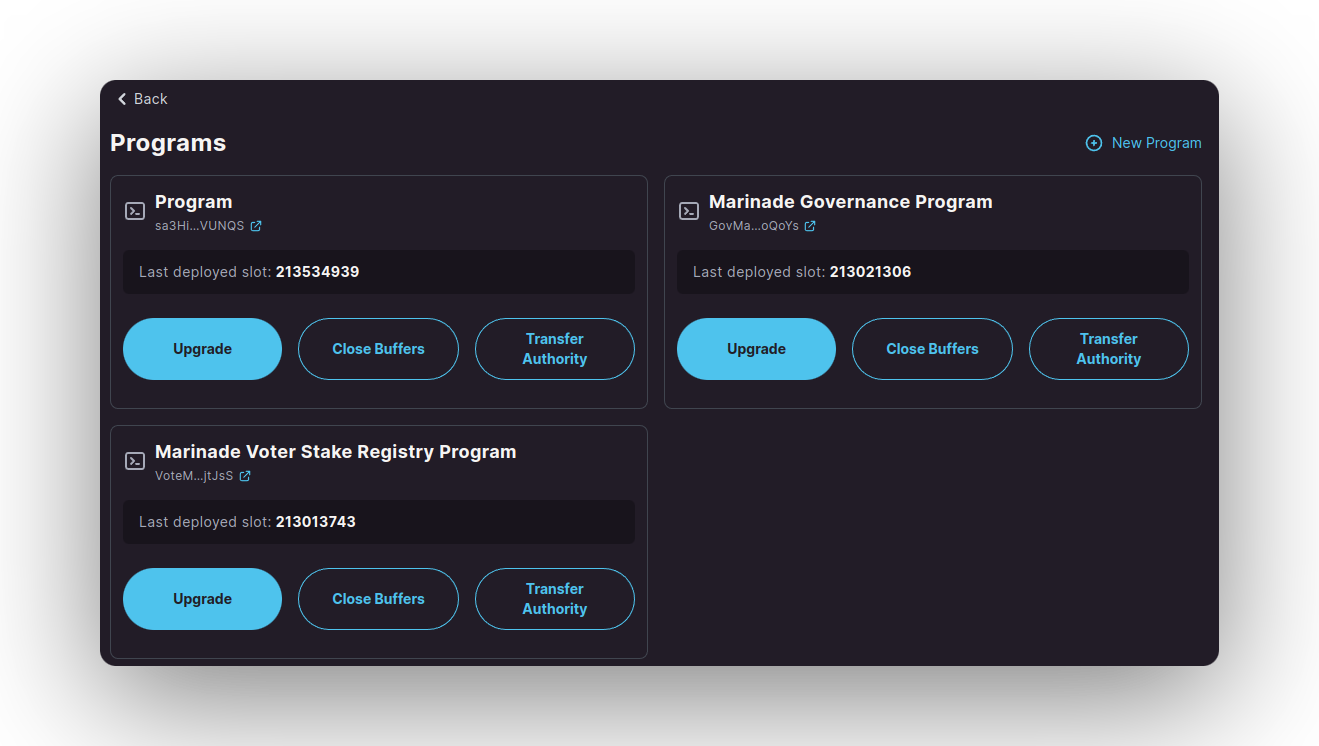 Back
Programs
New Program
Program
sa3Hi...VUNQS
Last deployed slot: 213534939
Upgrade
Close Buffers
Transfer
Authority
Marinade Governance Program
GovMa...oQoYs
Last deployed slot: 213021306
Upgrade
Close Buffers
Transfer
Authority
Marinade Voter Stake Registry Program
VoteM...jtJsS
Last deployed slot: 213013743
Upgrade
Close Buffers
Transfer
Authority